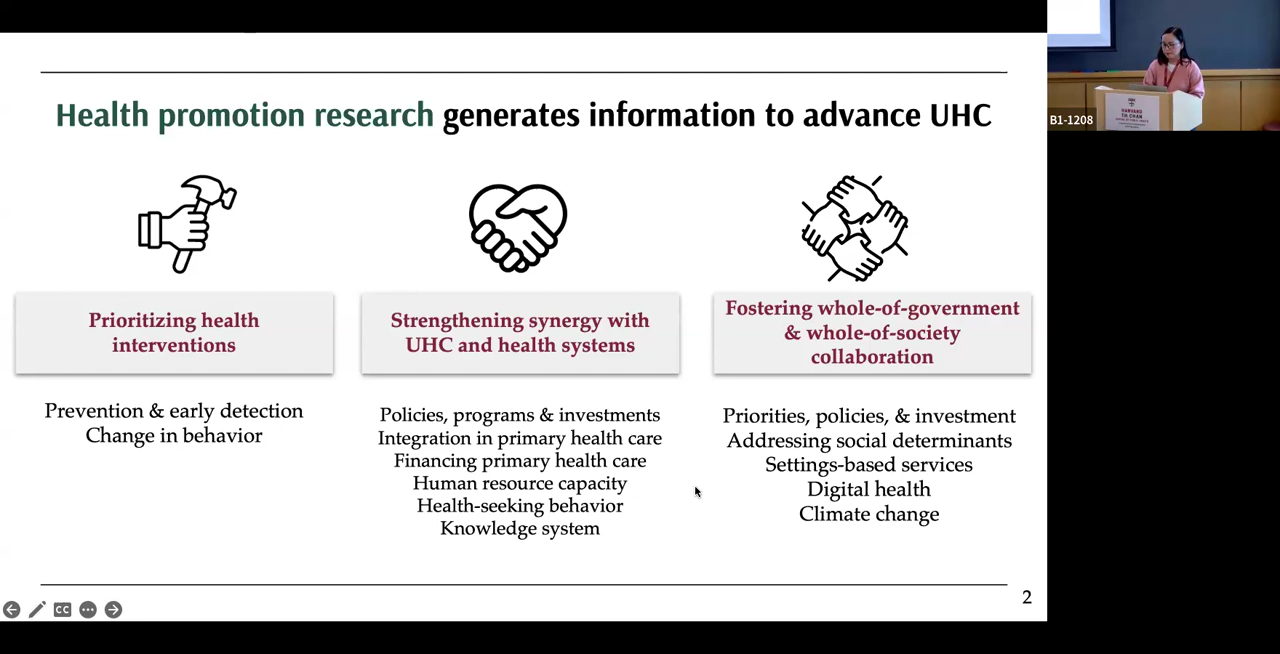 Health promotion research generates information to advance UHC
Prioritizing health
interventions
Prevention & early detection
Change in behavior
Strengthening synergy with
UHC and health systems
Policies, programs & investments
Integration in primary health care
Financing primary health care
Human resource capacity
Health-seeking behavior
Knowledge system
Fostering whole-of-government
& whole-of-society
collaboration
Priorities, policies, & investment
Addressing social determinants
Settings-based services
Digital health
Climate change
2
CC
B1-1208
HARVARD
T.H. CHAN